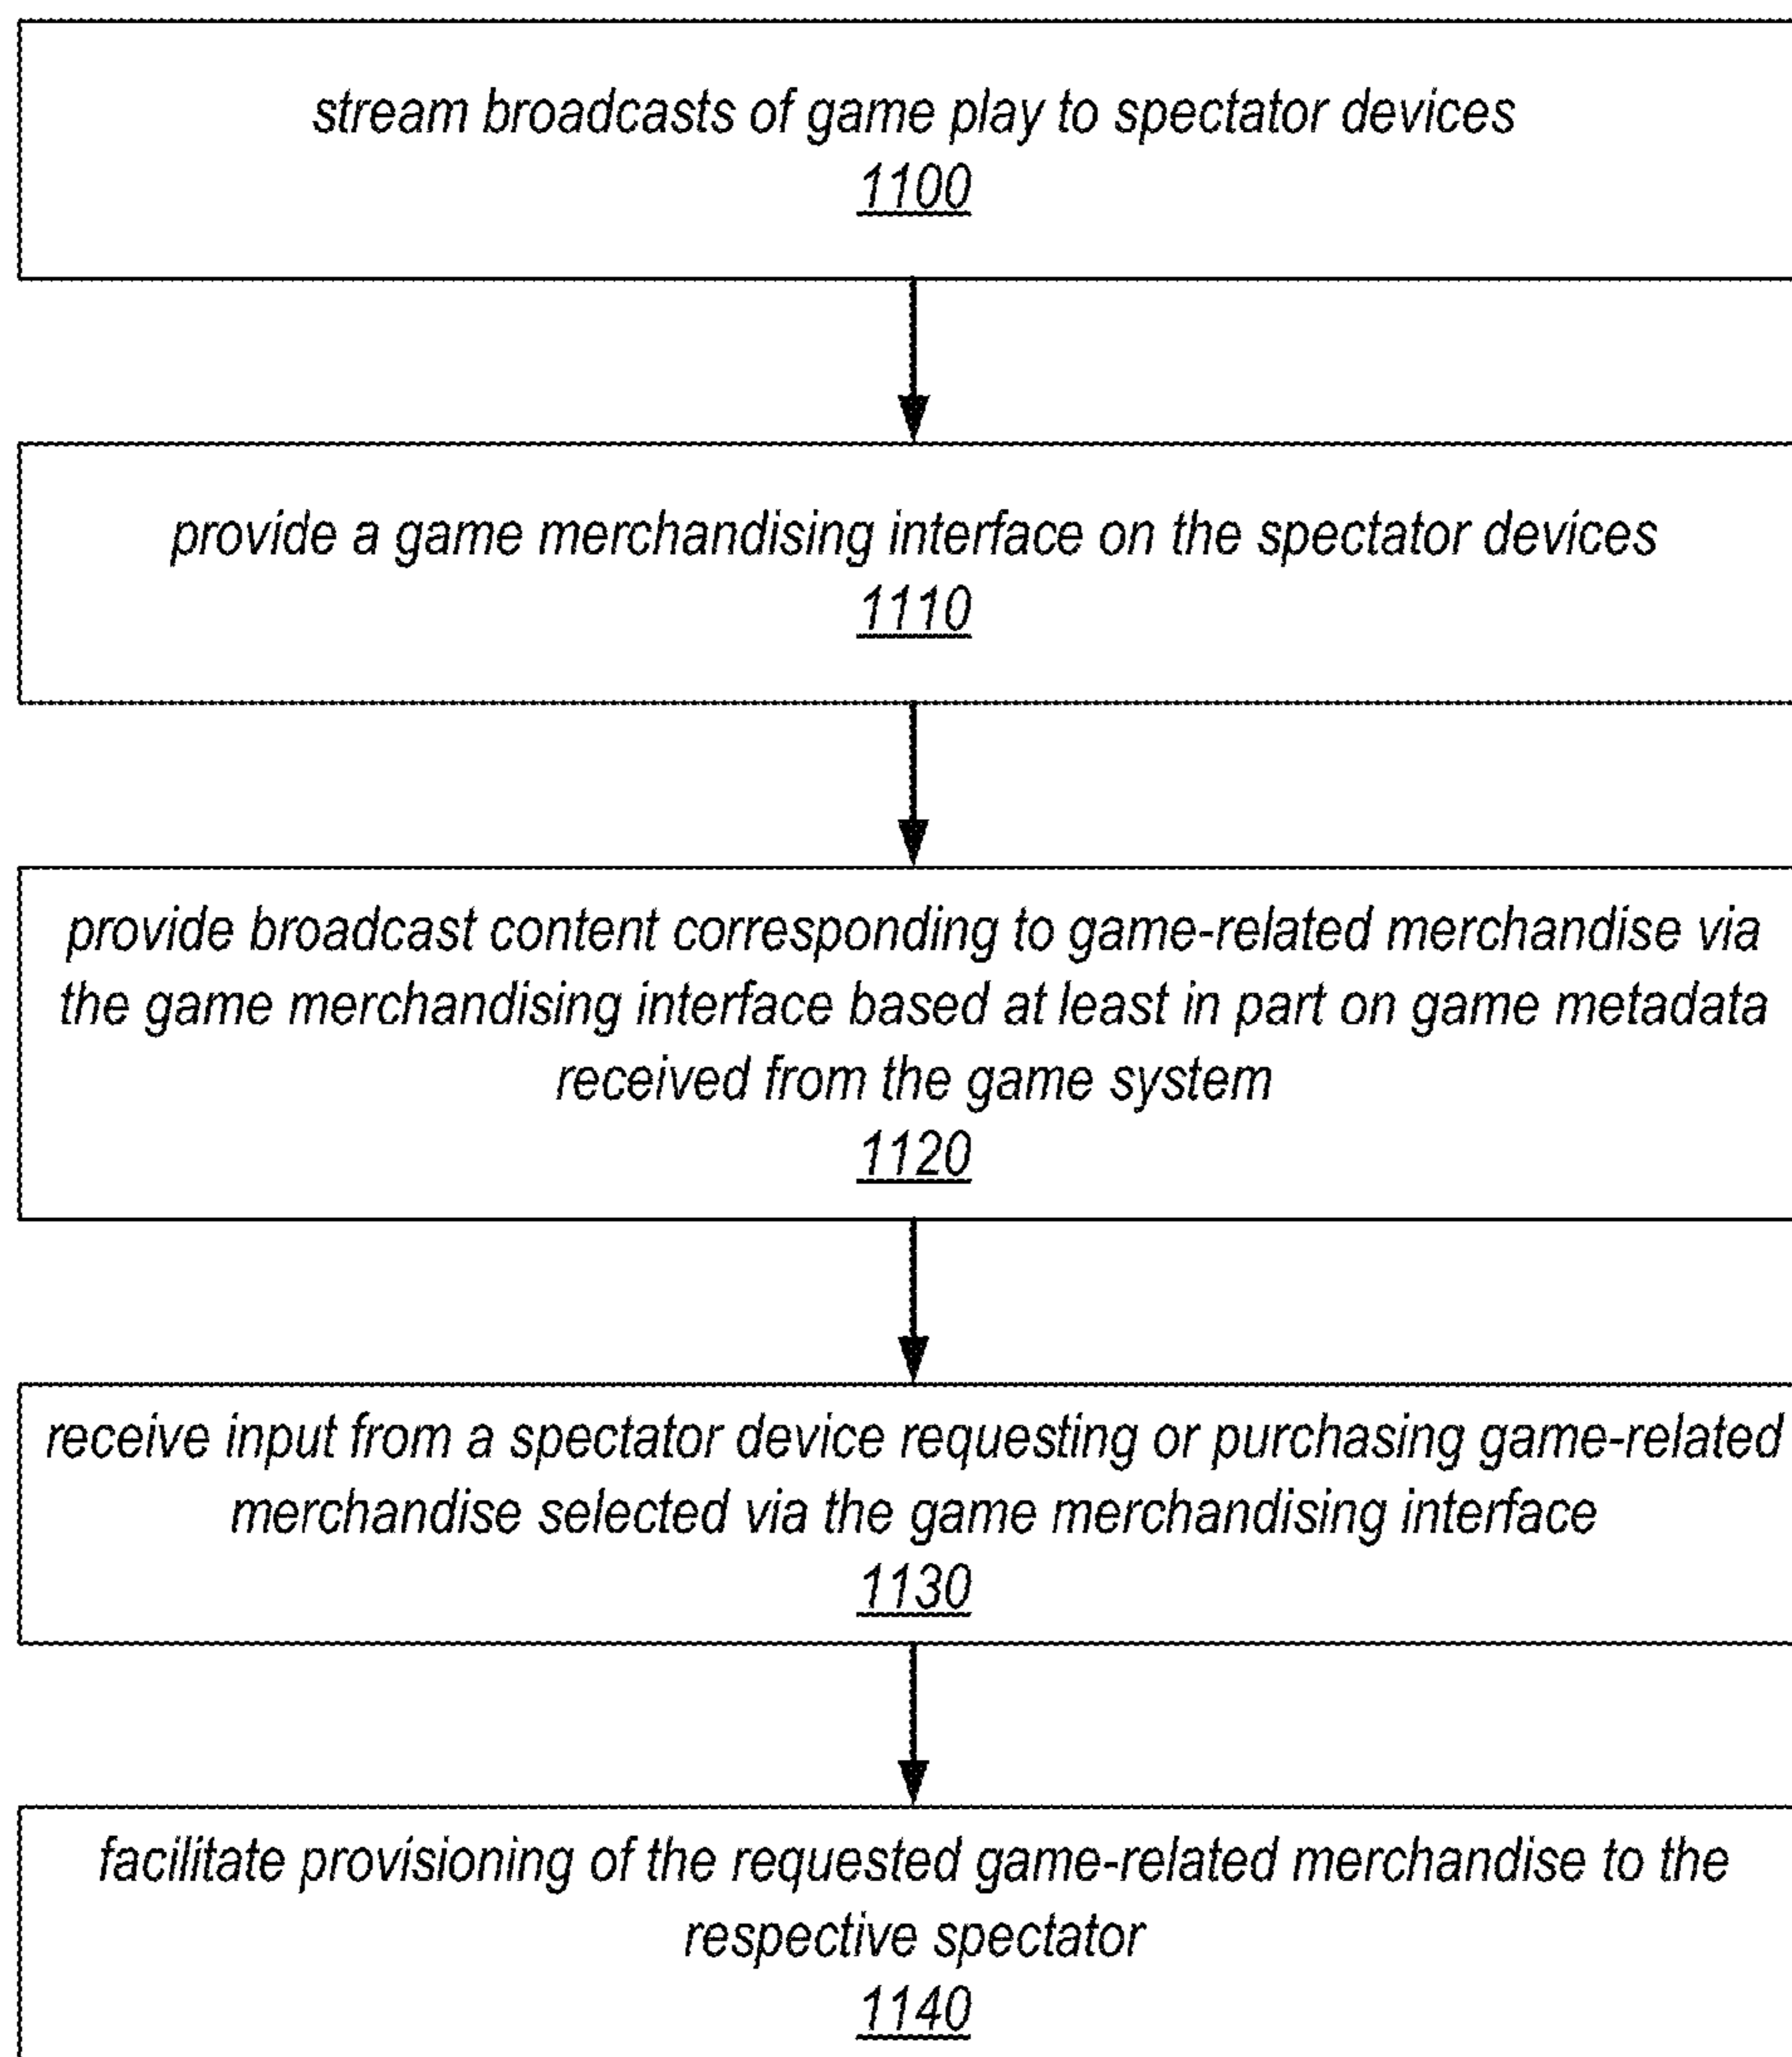 stream broadcasts of game play to spectator devices
1100
provide a game merchandising interface on the spectator devices
1110
provide broadcast content corresponding to game-related merchandise via
the game merchandising interface based at least in part on game metadata
received from the game system
1120
receive input from a spectator device requesting or purchasing game-related
merchandise selected via the game merchandising interface
1130
facilitate provisioning of the requested game-related merchandise to the
respective spectator
1140